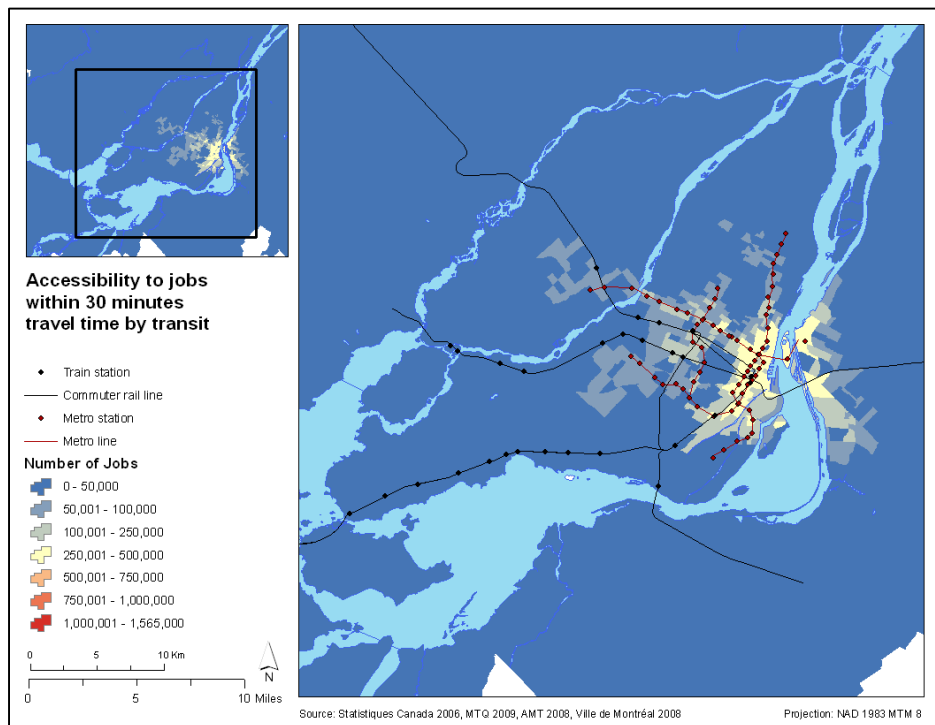 Accessibility to jobs
within 30 minutes
travel time by transit
Train station
Commuter rail line
Metro station
Metro line
Number of Jobs
0 - 50,000
50,001 - 100,000
100,001 - 250,000
250,001 - 500,000
500,001 - 750,000
750,001 - 1,000,000
1,000,001 - 1,565,000
0 5 10 Km
0 5 10 Miles
N
Source: Statistiques Canada 2006, MTQ 2009, AMT 2008, Ville de Montréal 2008
Projection: NAD 1983 MTM 8